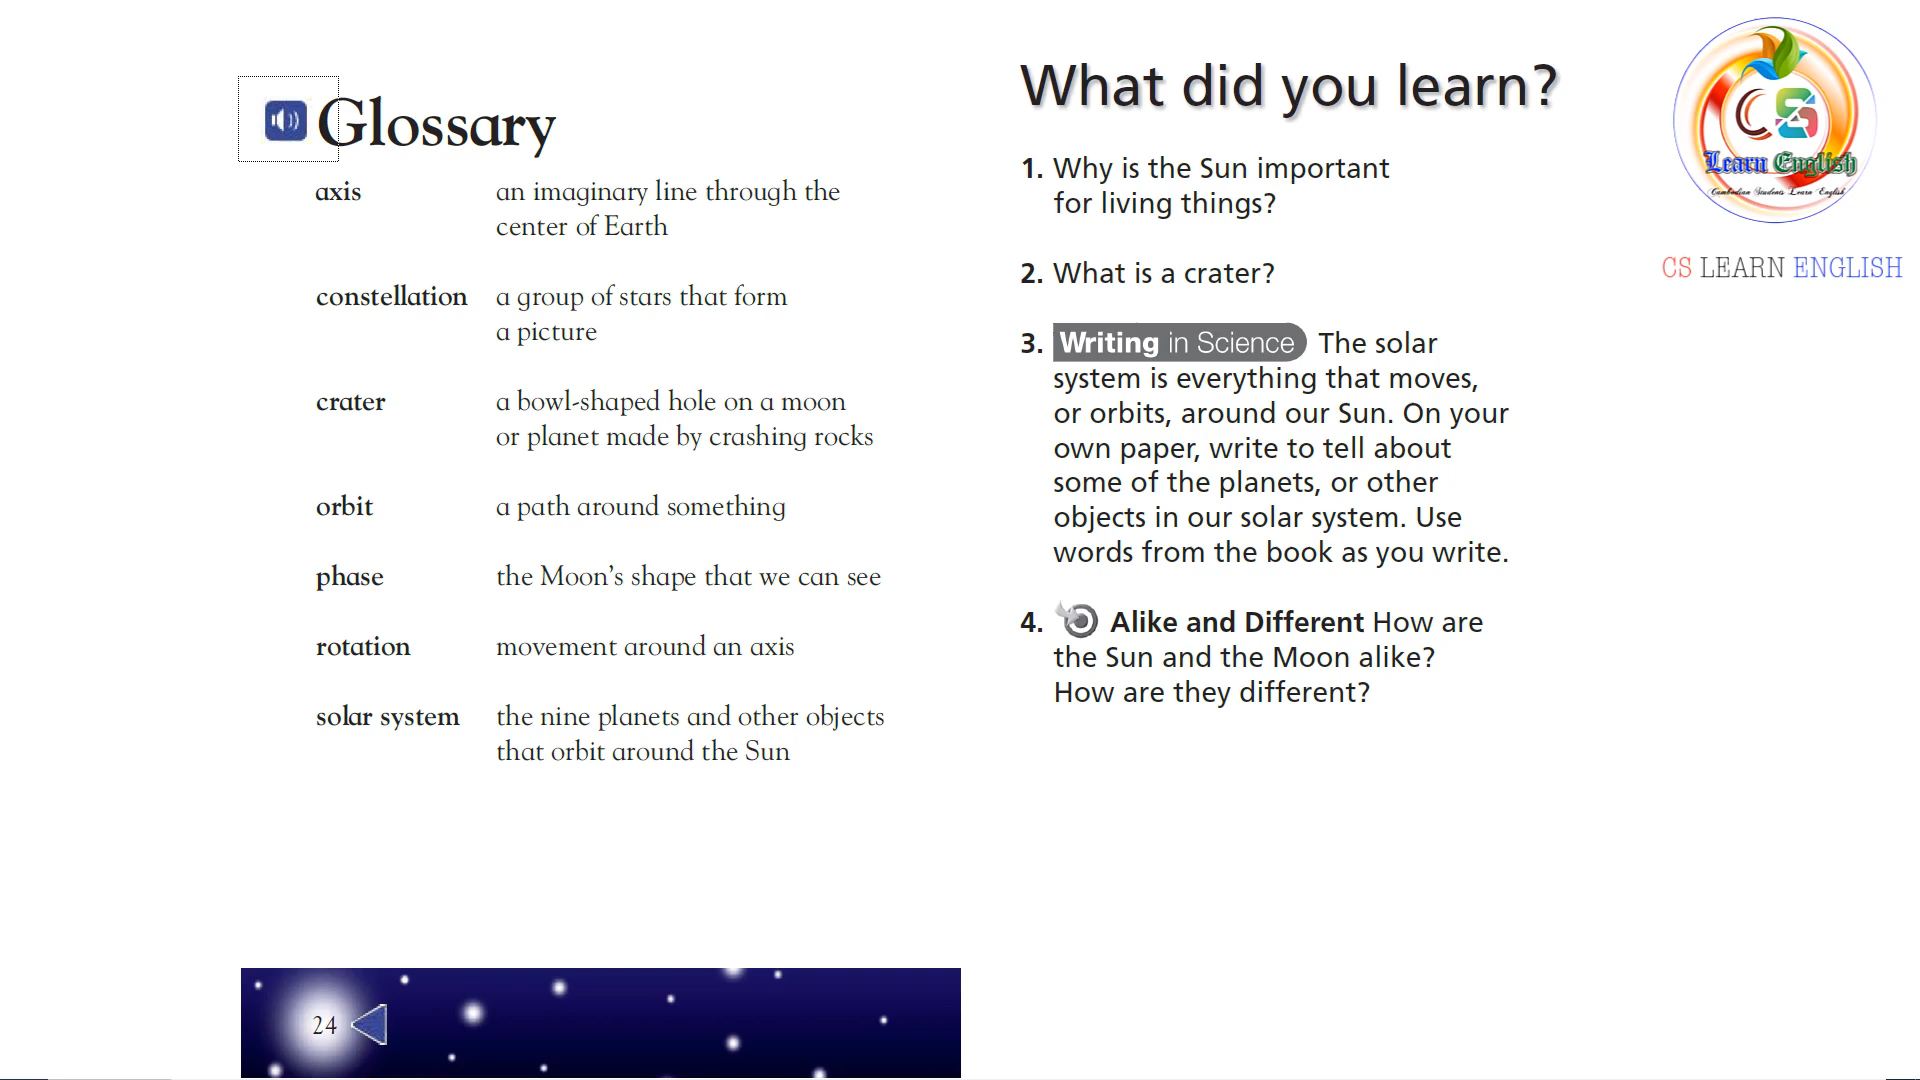 Glossary
axis an imaginary line through the
center of Earth
constellation a group of stars that form
a picture
crater a bowl-shaped hole on a moon
or planet made by crashing rocks
orbit a path around something
phase the Moon’s shape that we can see
rotation movement around an axis
solar system the nine planets and other objects
that orbit around the Sun
24
What did you learn?
1. Why is the Sun important
for living things?
2. What is a crater?
3. Writing in Science The solar
system is everything that moves,
or orbits, around our Sun. On your
own paper, write to tell about
some of the planets, or other
objects in our solar system. Use
words from the book as you write.
4. Alike and Different How are
the Sun and the Moon alike?
How are they different?
CS
Learn English
Cambodian Students Learn English
CS LEARN ENGLISH